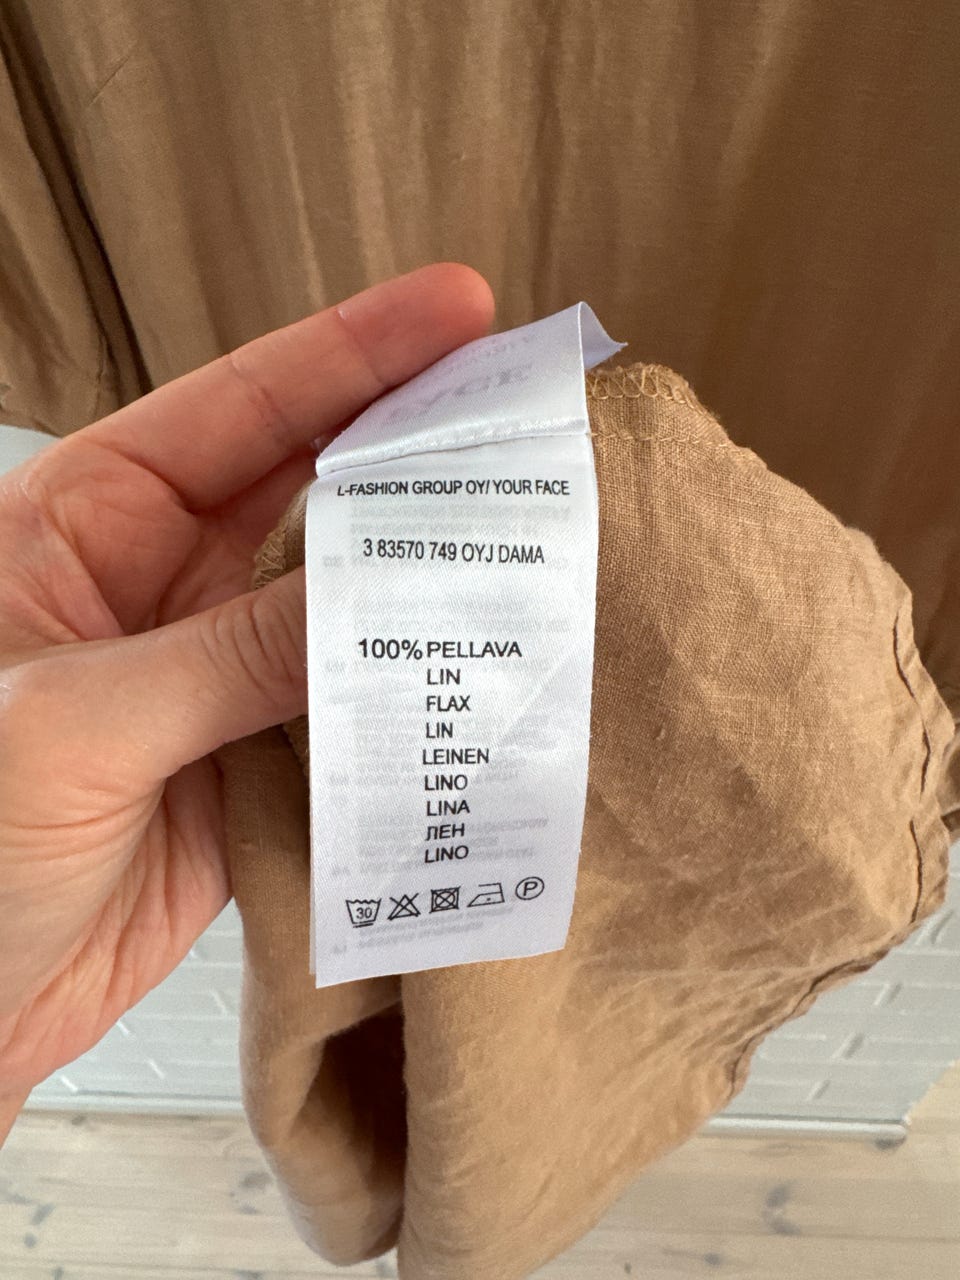 L-FASHION GROUP OY/ YOUR FACE
3 83570 749 OYJ DAMA
100% PELLAVA
LIN
FLAX
LIN
LEINEN
LINO
LINA
ЛЕН
LINO
30 P